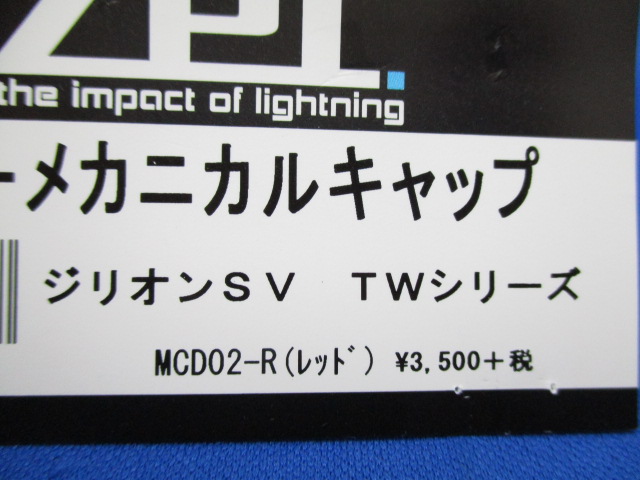 ZPI.
the impact of lightning
ーメカニカルキャップ
ジリオンSV　TWシリーズ
MCD02-R(ﾚｯﾄﾞ) ¥3,500+税